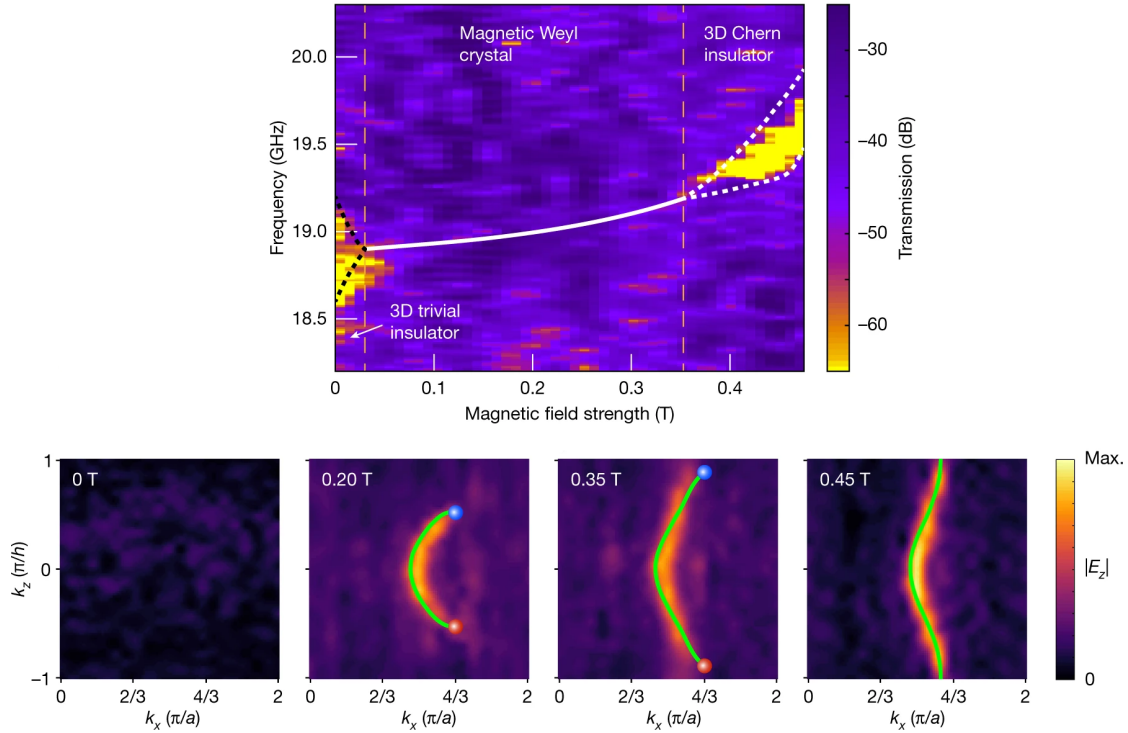 Magnetic Weyl
crystal
3D Chern
insulator
3D trivial
insulator
20.0
19.5
19.0
18.5
Frequency (GHz)
0 0.1 0.2 0.3 0.4
Magnetic field strength (T)
−30
−40
−50
−60
Transmission (dB)
0 T
0.20 T
0.35 T
0.45 T
1
0
−1
k_z (π/h)
0 2/3 4/3 2
k_x (π/a)
0 2/3 4/3 2
k_x (π/a)
0 2/3 4/3 2
k_x (π/a)
0 2/3 4/3 2
k_x (π/a)
Max.
|E_z|
0